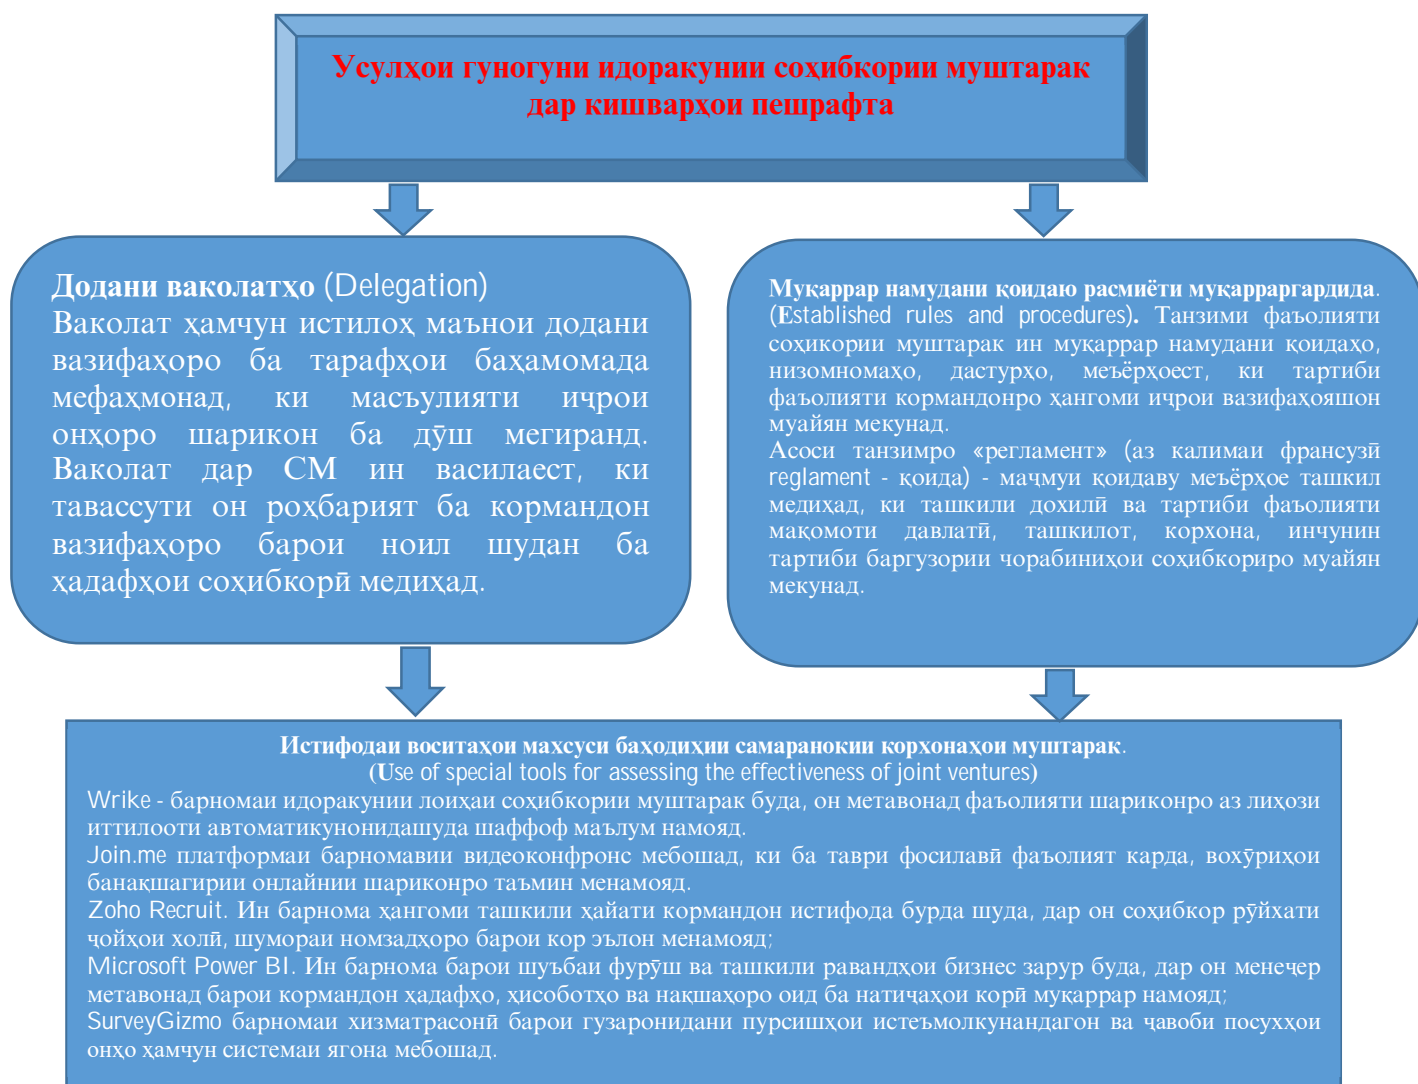 Усулҳои гуногуни идоракунии соҳибкории муштарак
дар кишварҳои пешрафта
Додани ваколатҳо (Delegation)
Ваколат ҳамчун истилоҳ маънои додани
вазифаҳоро ба тарафҳои баҳамомада
мефаҳмонад, ки масъулияти иҷрои
онҳоро шарикон ба дӯш мегиранд.
Ваколат дар СМ ин василаест, ки
тавассути он роҳбарият ба кормандон
вазифаҳоро барои ноил шудан ба
ҳадафҳои соҳибкорӣ медиҳад.
Муқаррар намудани қоидаю расмиёти муқарраргардида.
(Established rules and procedures). Танзими фаъолияти
соҳикории муштарак ин муқаррар намудани қоидаҳо,
низомномаҳо, дастурҳо, меъёрҳоест, ки тартиби
фаъолияти кормандонро ҳангоми иҷрои вазифаҳояшон
муайян мекунад.
Асоси танзимро «регламент» (аз калимаи франсузӣ
reglament - қоида) - маҷмуи қоидаву меъёрҳое ташкил
медиҳад, ки ташкили дохилӣ ва тартиби фаъолияти
мақомоти давлатӣ, ташкилот, корхона, инчунин
тартиби баргузории чорабиниҳои соҳибкориро муайян
мекунад.
Истифодаи воситаҳои махсуси баҳодиҳии самаранокии корхонаҳои муштарак.
(Use of special tools for assessing the effectiveness of joint ventures)
Wrike - барномаи идоракунии лоиҳаи соҳибкории муштарак буда, он метавонад фаъолияти шариконро аз лиҳози
иттилооти автоматикунонидашуда шаффоф маълум намояд.
Join.me платформаи барномавии видеоконфронс мебошад, ки ба таври фосилавӣ фаъолият карда, вохӯриҳои
банақшагирии онлайнии шариконро таъмин менамояд.
Zoho Recruit. Ин барнома ҳангоми ташкили ҳайати кормандон истифода бурда шуда, дар он соҳибкор рӯйхати
ҷойҳои холӣ, шумораи номзадҳоро барои кор эълон менамояд;
Microsoft Power BI. Ин барнома барои шуъбаи фурӯш ва ташкили равандҳои бизнес зарур буда, дар он менеҷер
метавонад барои кормандон ҳадафҳо, ҳисоботҳо ва нақшаҳоро оид ба натиҷаҳои корӣ муқаррар намояд;
SurveyGizmo барномаи хизматрасонӣ барои гузаронидани пурсишҳои истеъмолкунандагон ва ҷавоби посухҳои
онҳо ҳамчун системаи ягона мебошад.